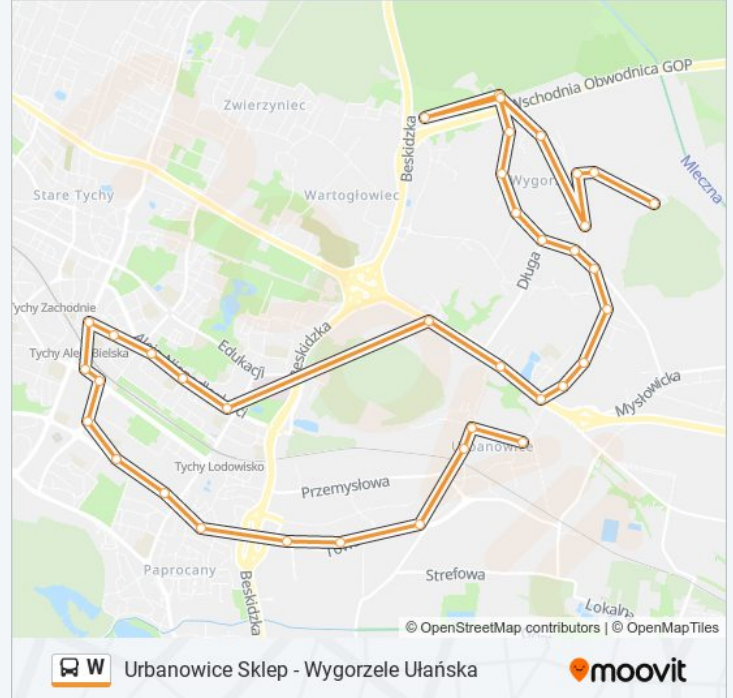 Wschodnia Obwodnica GOP
Zwierzyniec
Beskidzka
Mleczna
Stare Tychy
Wartogłowiec
Długa
Tychy Zachodnie
Edukacji
Beskidzka
Tychy Aleja Bielska
Mysłowicka
Urbanowice
Tychy Lodowisko
Przemysłowa
Paprocany
Beskidzka
Strefowa
Lokalna
© OpenStreetMap contributors | © OpenMapTiles
W Urbanowice Sklep - Wygorzele Ułańska
moovit